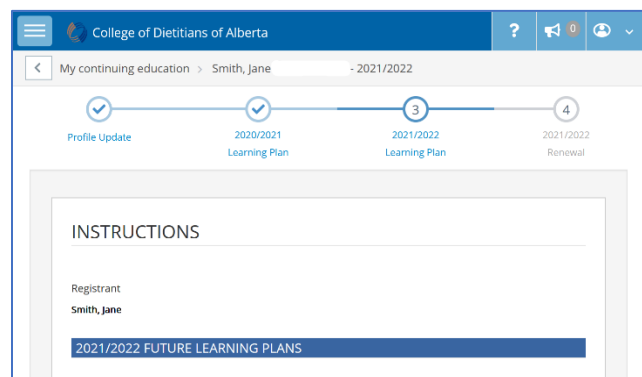 College of Dietitians of Alberta ? 0
My continuing education > Smith, Jane - 2021/2022
3 4
Profile Update 2020/2021 2021/2022 2021/2022
Learning Plan Learning Plan Renewal
INSTRUCTIONS
Registrant
Smith, Jane
2021/2022 FUTURE LEARNING PLANS